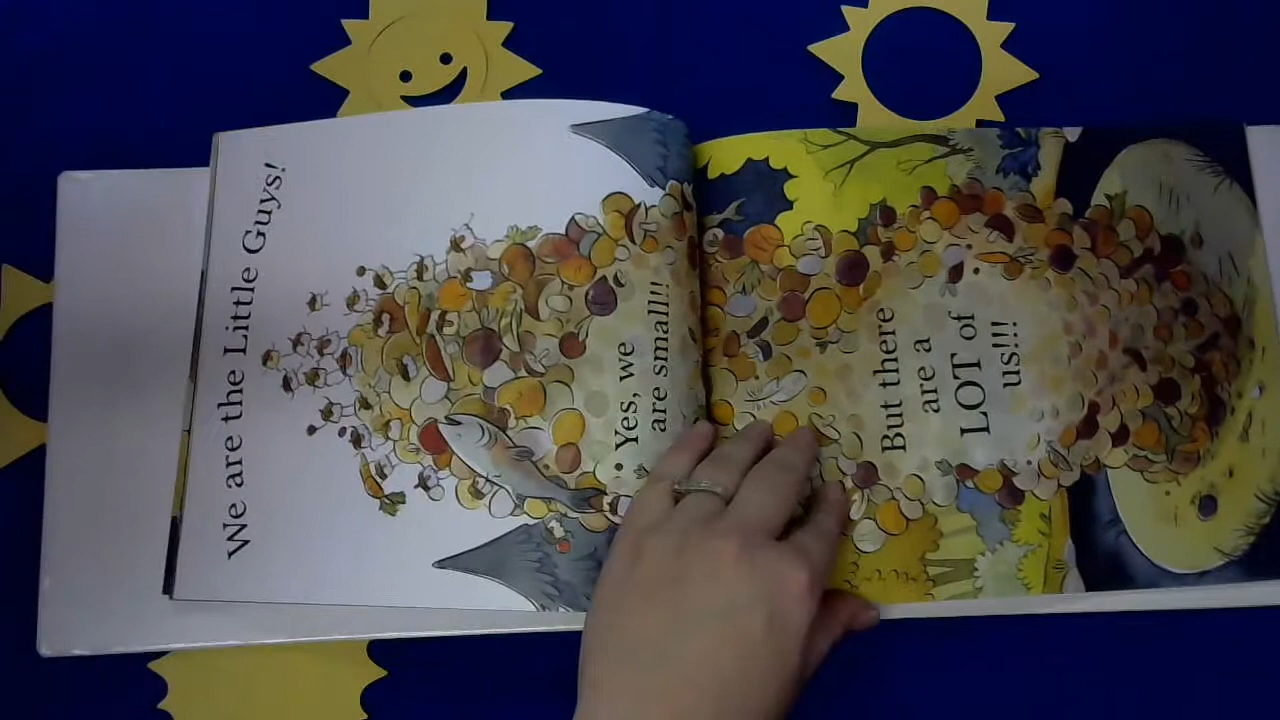 We are the Little Guys!
Yes, we
are small!!
But there
are a
LOT of
us!!!